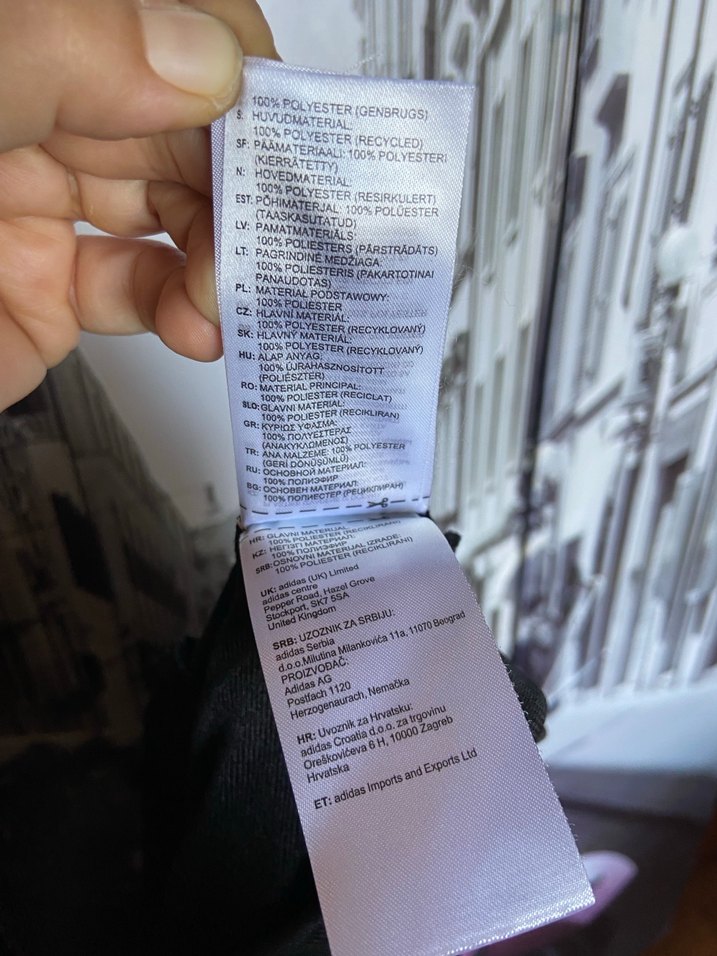 100% POLYESTER (GENBRUGS)
S: HUVUDMATERIAL:
100% POLYESTER (RECYCLED)
SF: PÄÄMATERIAALI: 100% POLYESTERI
(KIERRÄTETTY)
N: HOVEDMATERIAL:
100% POLYESTER (RESIRKULERT)
EST: PÕHIMATERJAL: 100% POLÜESTER
(TAASKASUTATUD)
LV: PAMATMATERIĀLS:
100% POLIESTERS (PĀRSTRĀDĀTS)
LT: PAGRINDINĖ MEDŽIAGA:
100% POLIESTERIS (PAKARTOTINAI
PANAUDOTAS)
PL: MATERIAŁ PODSTAWOWY:
100% POLIESTER
CZ: HLAVNÍ MATERIÁL:
100% POLYESTER (RECYKLOVANÝ)
SK: HLAVNÝ MATERIÁL:
100% POLYESTER (RECYKLOVANÝ)
HU: ALAP ANYAG:
100% ÚJRAHASZNOSÍTOTT
(POLIÉSZTER)
RO: MATERIAL PRINCIPAL:
100% POLIESTER (RECICLAT)
SLO: GLAVNI MATERIAL:
100% POLIESTER (RECIKLIRAN)
GR: ΚΥΡΙΩΣ ΥΦΑΣΜΑ:
100% ΠΟΛΥΕΣΤΕΡΑΣ
(ΑΝΑΚΥΚΛΩΜΕΝΟΣ)
TR: ANA MALZEME: 100% POLYESTER
(GERİ DÖNÜŞÜMLÜ)
RU: ОСНОВНОЙ МАТЕРИАЛ:
100% ПОЛИЭФИР
BG: ОСНОВЕН МАТЕРИАЛ:
100% ПОЛИЕСТЕР (РЕЦИКЛИРАН)
HR: GLAVNI MATERIJAL:
100% POLIESTER (RECIKLIRANI)
KZ: НЕГІЗГІ МАТЕРИАЛ:
100% ПОЛИЭФИР
SRB: OSNOVNI MATERIJAL IZRADE:
100% POLIESTER (RECIKLIRANI)
UK: adidas (UK) Limited
adidas centre
Pepper Road, Hazel Grove
Stockport, SK7 5SA
United Kingdom
SRB: UZOZNIK ZA SRBIJU:
adidas Serbia
d.o.o.Milutina Milankovića 11a, 11070 Beograd
PROIZVOĐAČ:
Adidas AG
Postfach 1120
Herzogenaurach, Nemačka
HR: Uvoznik za Hrvatsku:
adidas Croatia d.o.o. za trgovinu
Oreškovićeva 6 H, 10000 Zagreb
Hrvatska
ET: adidas Imports and Exports Ltd